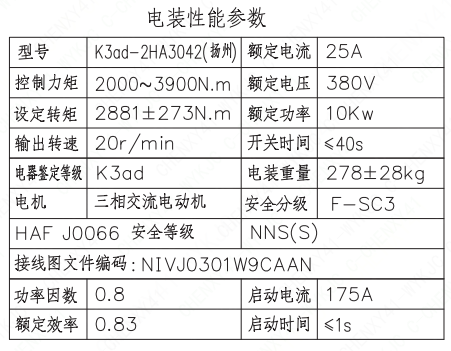 电装性能参数
型号 K3ad-2HA3042(扬州) 额定电流 25A
控制力矩 2000~3900N.m 额定电压 380V
设定转矩 2881±273N.m 额定功率 10Kw
输出转速 20r/min 开关时间 ≤40s
电器鉴定等级 K3ad 电装重量 278±28kg
电机 三相交流电动机 安全分级 F-SC3
HAF J0066 安全等级 NNS(S)
接线图文件编码:NIVJ0301W9CAAN
功率因数 0.8 启动电流 175A
额定效率 0.83 启动时间 ≤1s